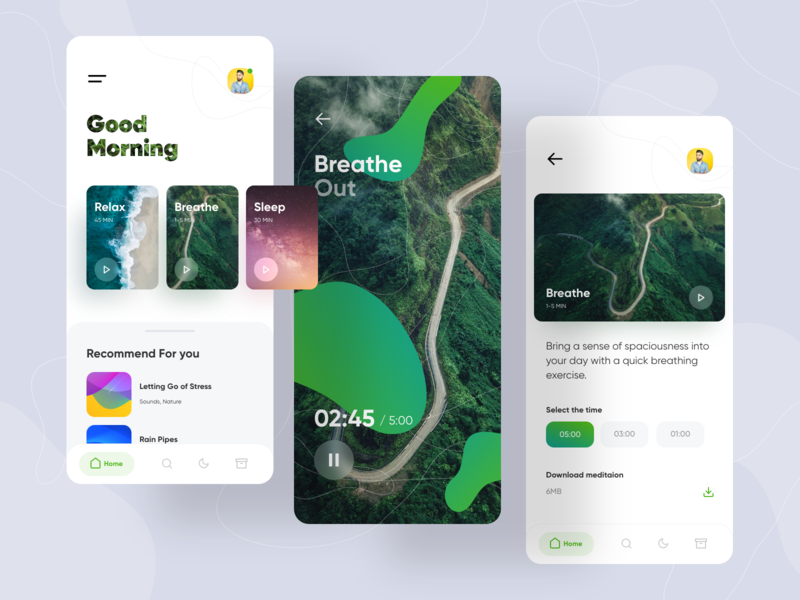 Good
Morning
Relax
45 MIN
Breathe
1-5 MIN
Sleep
30 MIN
Recommend For you
Letting Go of Stress
Sounds, Nature
Rain Pipes
Home
Breathe
Out
02:45 / 5:00
Breathe
1-5 MIN
Bring a sense of spaciousness into
your day with a quick breathing
exercise.
Select the time
05:00 03:00 01:00
Download meditaion
6MB
Home